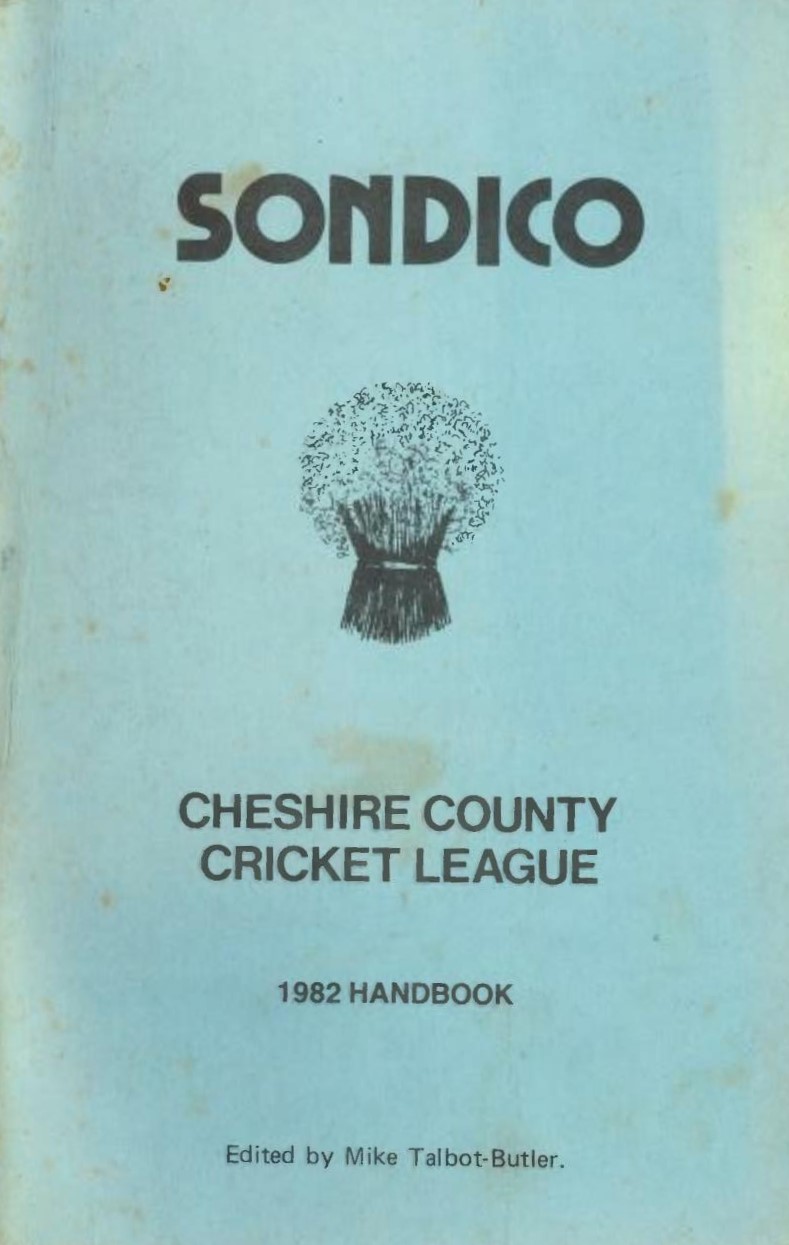 SONDICO
CHESHIRE COUNTY
CRICKET LEAGUE
1982 HANDBOOK
Edited by Mike Talbot-Butler.